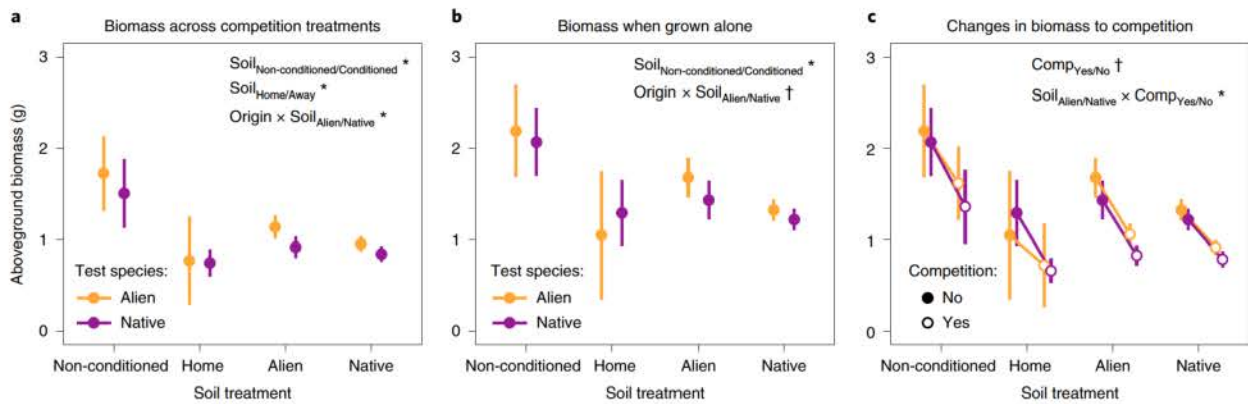 a Biomass across competition treatments
Aboveground biomass (g)
3
2
1
0
Soil Non-conditioned/Conditioned *
Soil Home/Away *
Origin × Soil Alien/Native *
Test species:
Alien
Native
Non-conditioned Home Alien Native
Soil treatment
b Biomass when grown alone
3
2
1
0
Soil Non-conditioned/Conditioned *
Origin × Soil Alien/Native †
Test species:
Alien
Native
Non-conditioned Home Alien Native
Soil treatment
c Changes in biomass to competition
3
2
1
0
Comp Yes/No †
Soil Alien/Native × Comp Yes/No *
Competition:
No
Yes
Non-conditioned Home Alien Native
Soil treatment